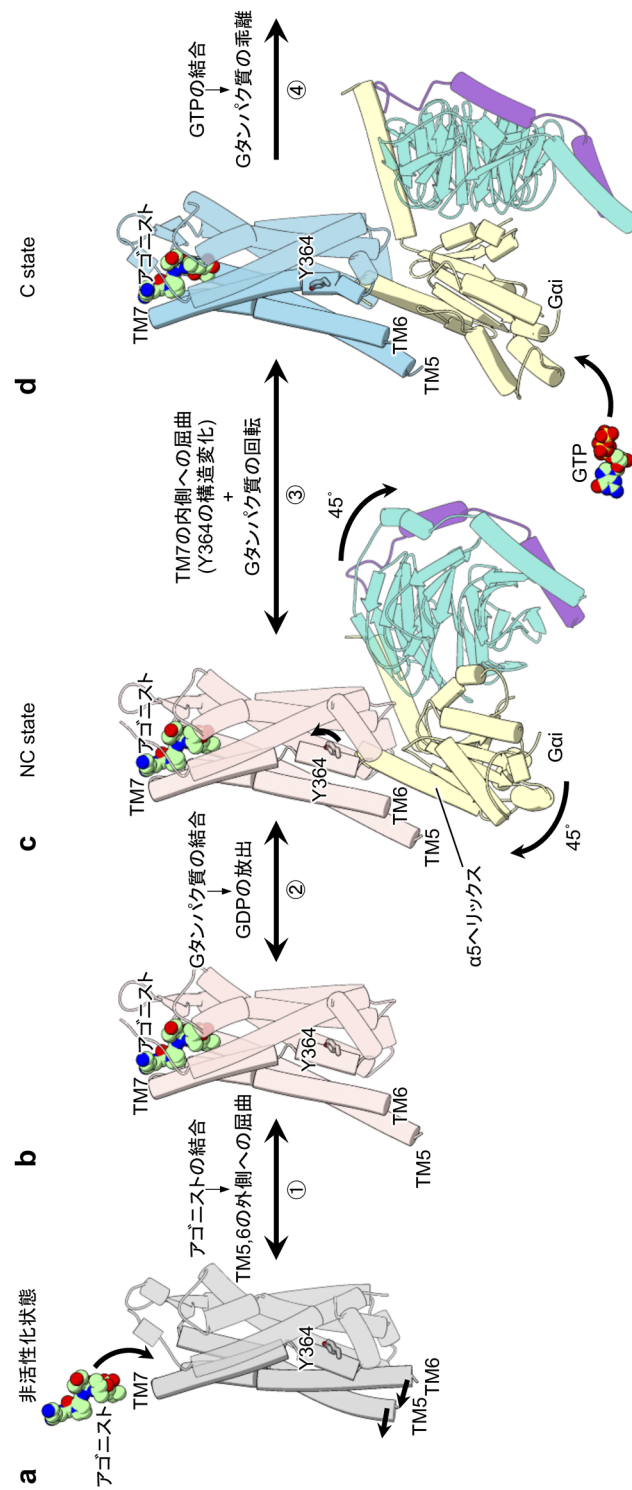 a
非活性化状態
アゴニスト
TM7
Y364
TM5
TM6
アゴニストの結合
TM5,6の外側への屈曲
①
b
アゴニスト
TM7
Y364
TM6
TM5
Gタンパク質の結合
GDPの放出
②
c
NC state
アゴニスト
TM7
Y364
TM6
TM5
α5ヘリックス
Gαi
45°
45°
TM7の内側への屈曲
(Y364の構造変化)
+
Gタンパク質の回転
③
d
C state
アゴニスト
TM7
Y364
TM6
TM5
Gαi
GTP
GTPの結合
Gタンパク質の乖離
④